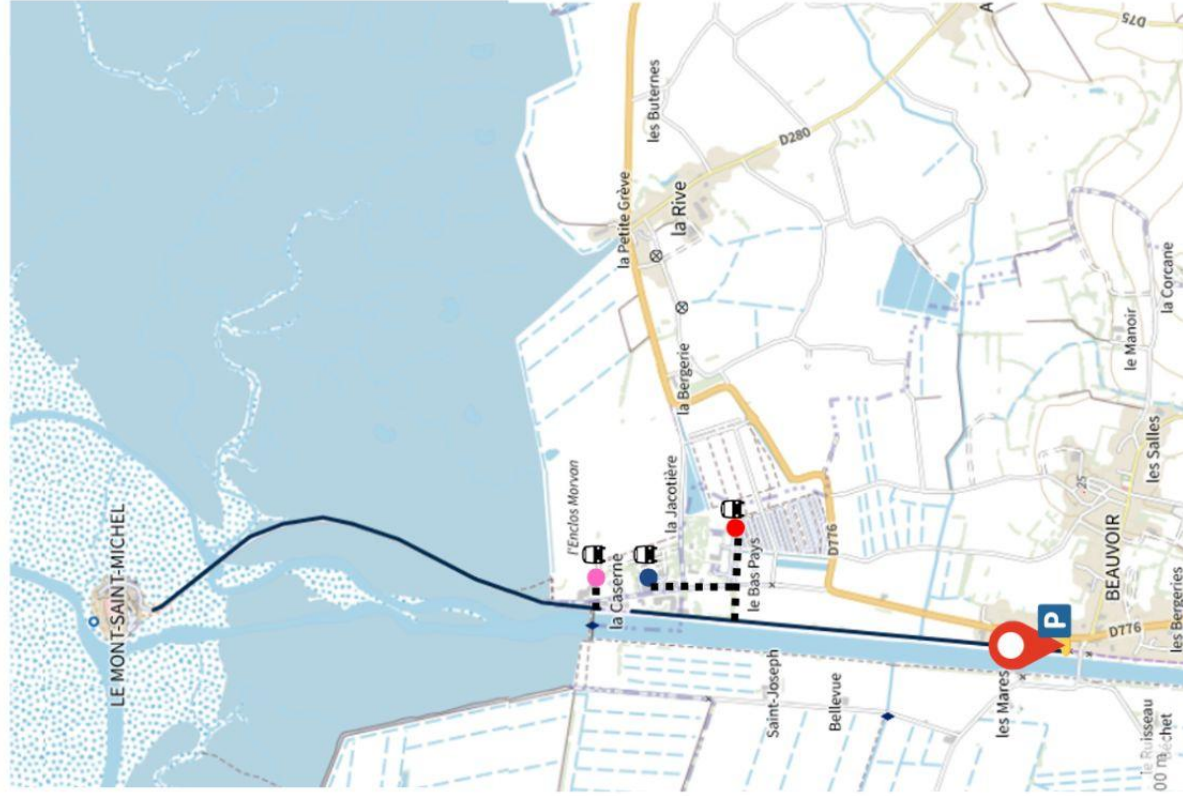 LE MONT-SAINT-MICHEL
l'Enclos Morvon
la Caserne
la Jacotière
le Bas Pays
la Bergerie
la Petite Grève
la Rive
les Buternes
D280
D75
A
D776
Saint-Joseph
Bellevue
les Mares
P
BEAUVOIR
25
D776
les Bergeries
les Salles
le Manoir
la Corcane
le Ruisseau
00 m